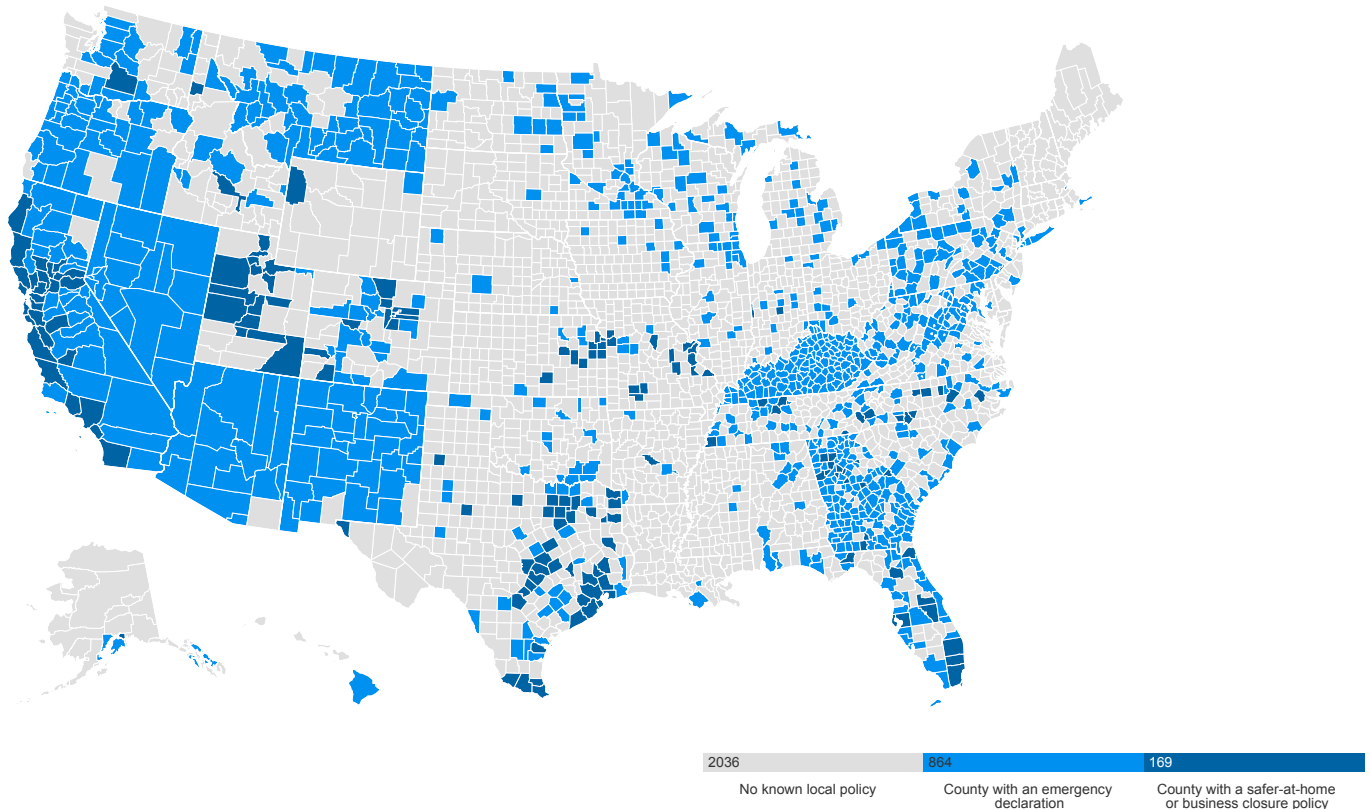 2036
864
169
No known local policy
County with an emergency
declaration
County with a safer-at-home
or business closure policy